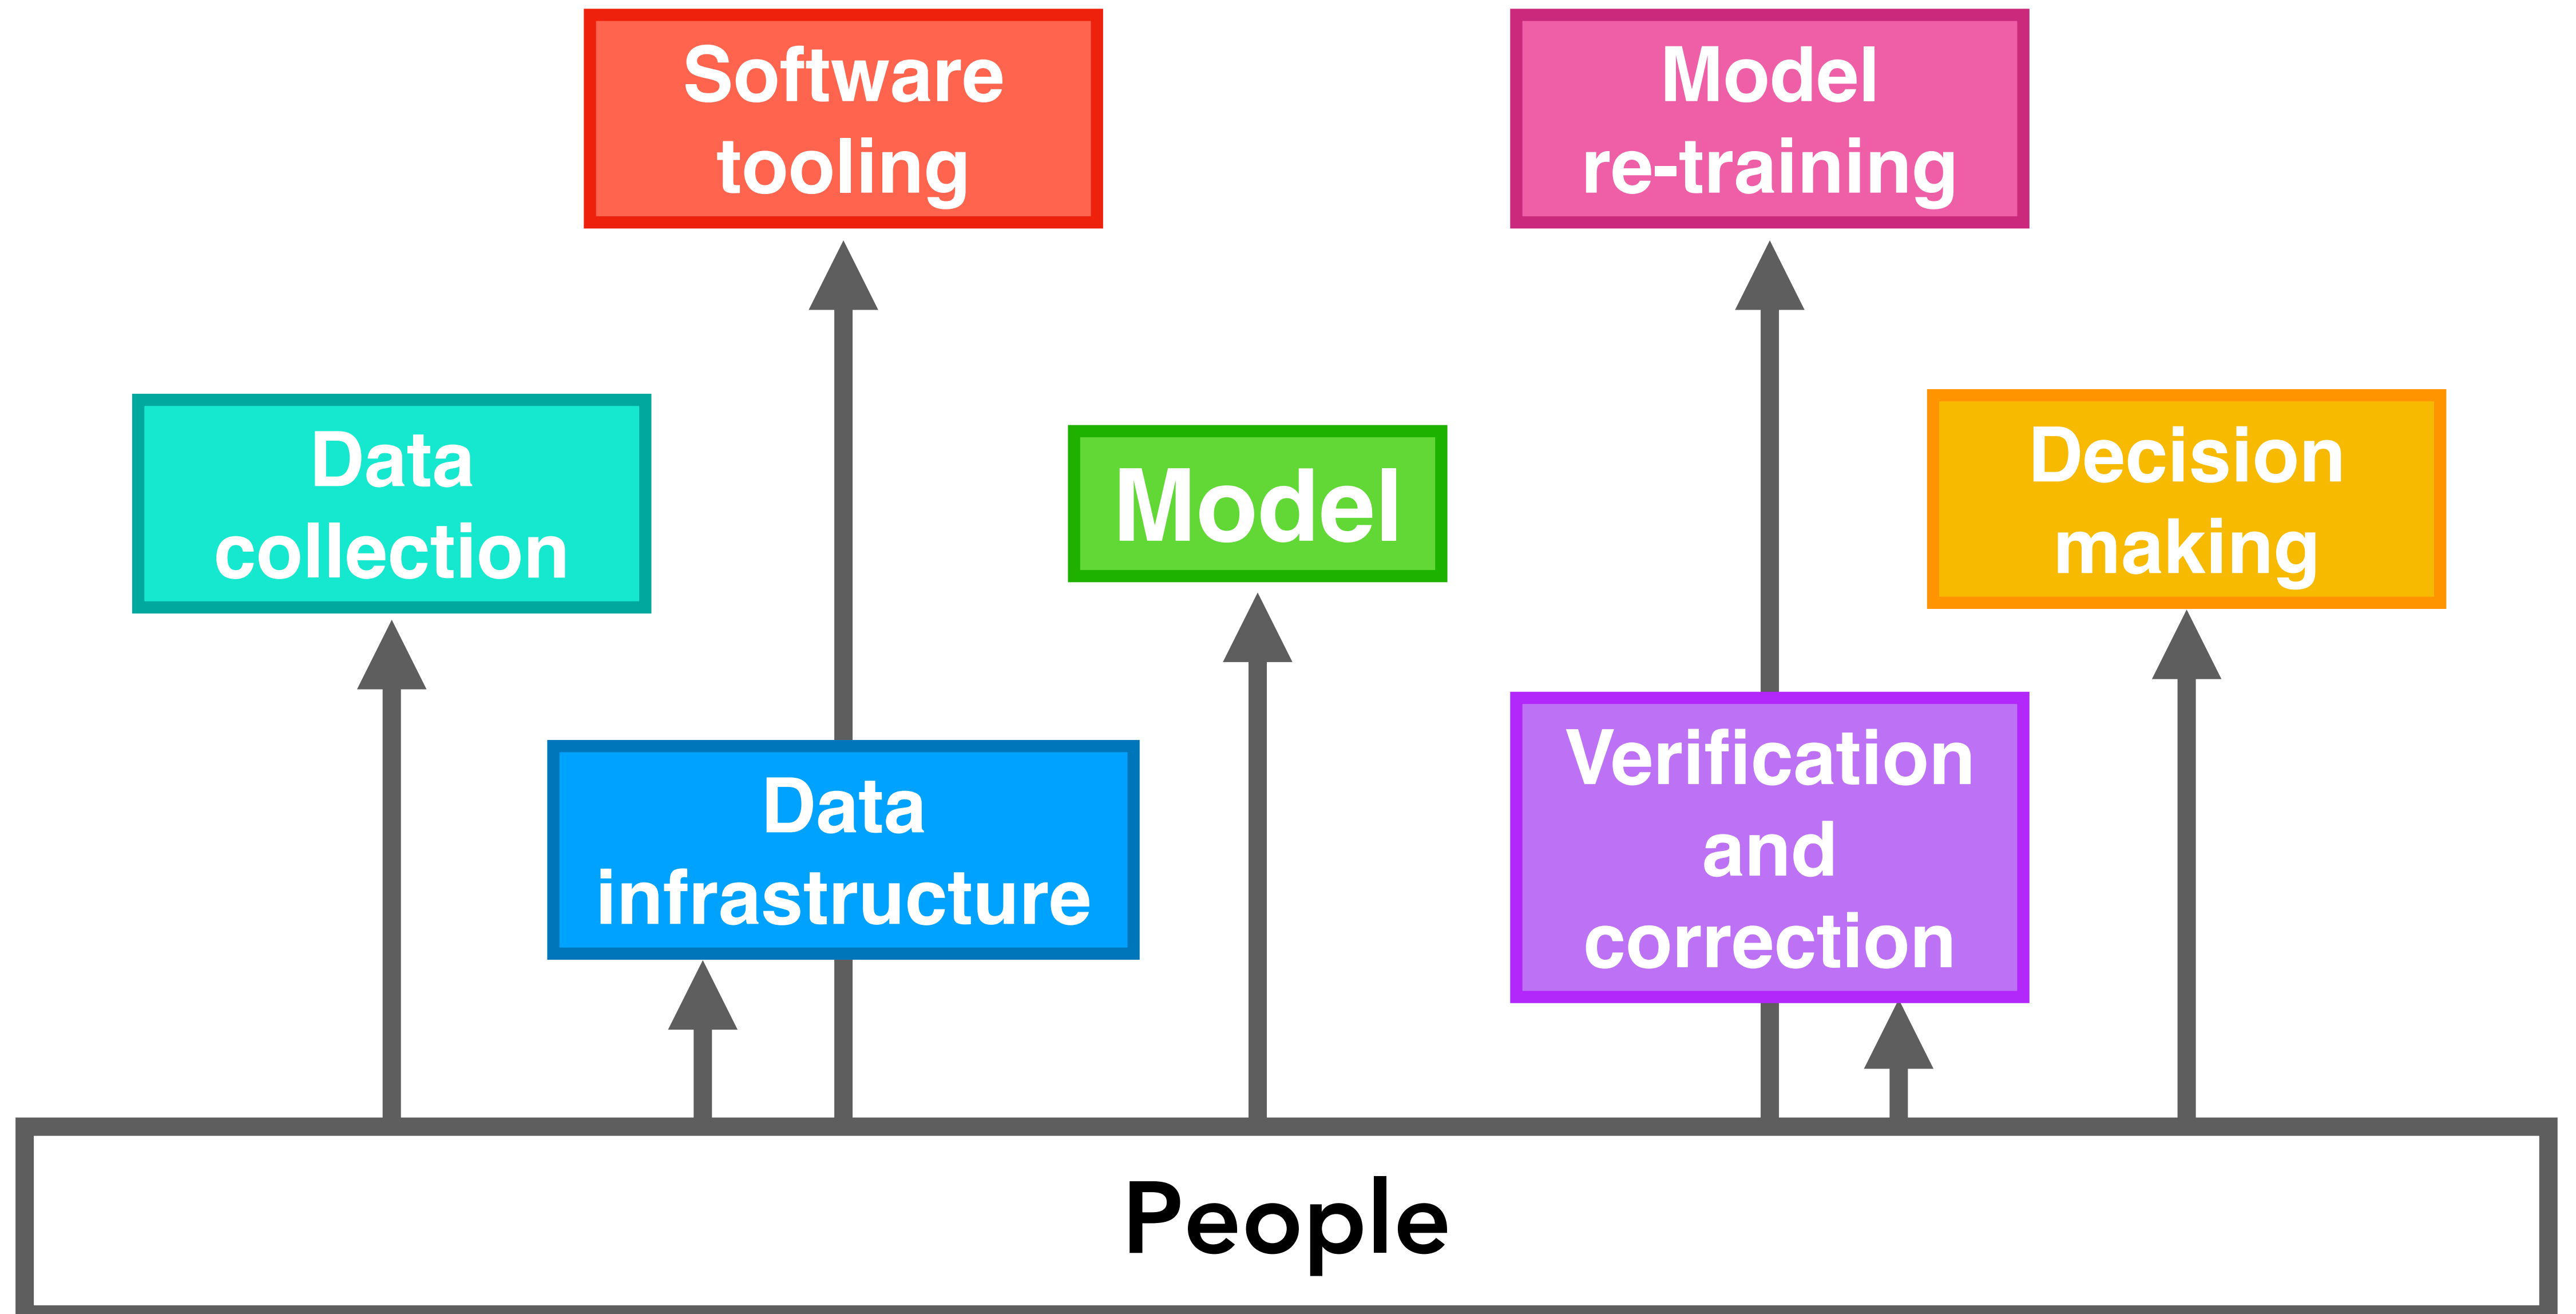 Software
tooling
Model
re-training
Data
collection
Model
Decision
making
Data
infrastructure
Verification
and
correction
People